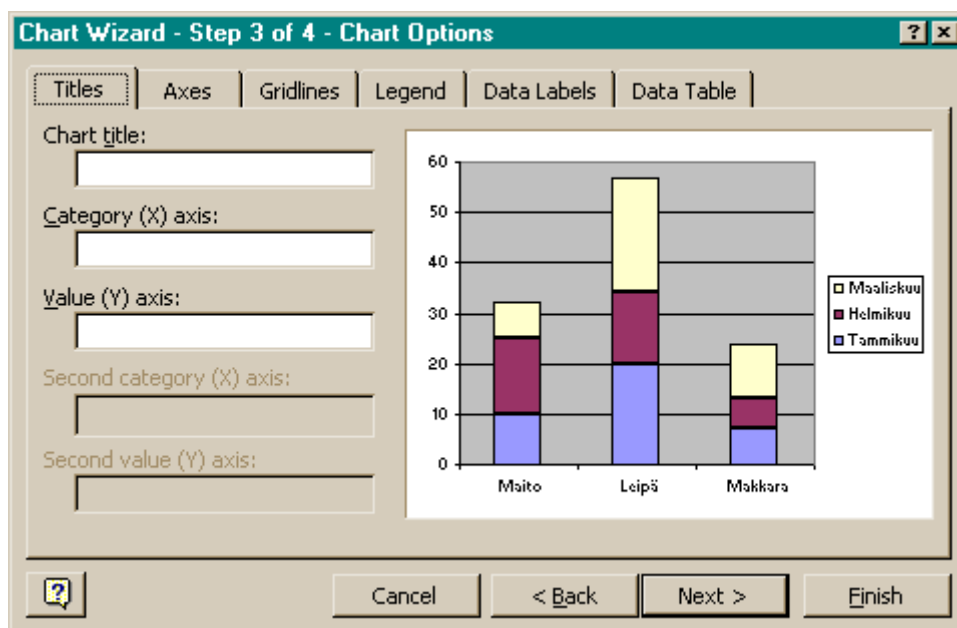 Chart Wizard - Step 3 of 4 - Chart Options
Titles Axes Gridlines Legend Data Labels Data Table
Chart title:
Category (X) axis:
Value (Y) axis:
Second category (X) axis:
Second value (Y) axis:
60
50
40
30
20
10
0
Maito Leipä Makkara
Maaliskuu
Helmikuu
Tammikuu
Cancel < Back Next > Finish